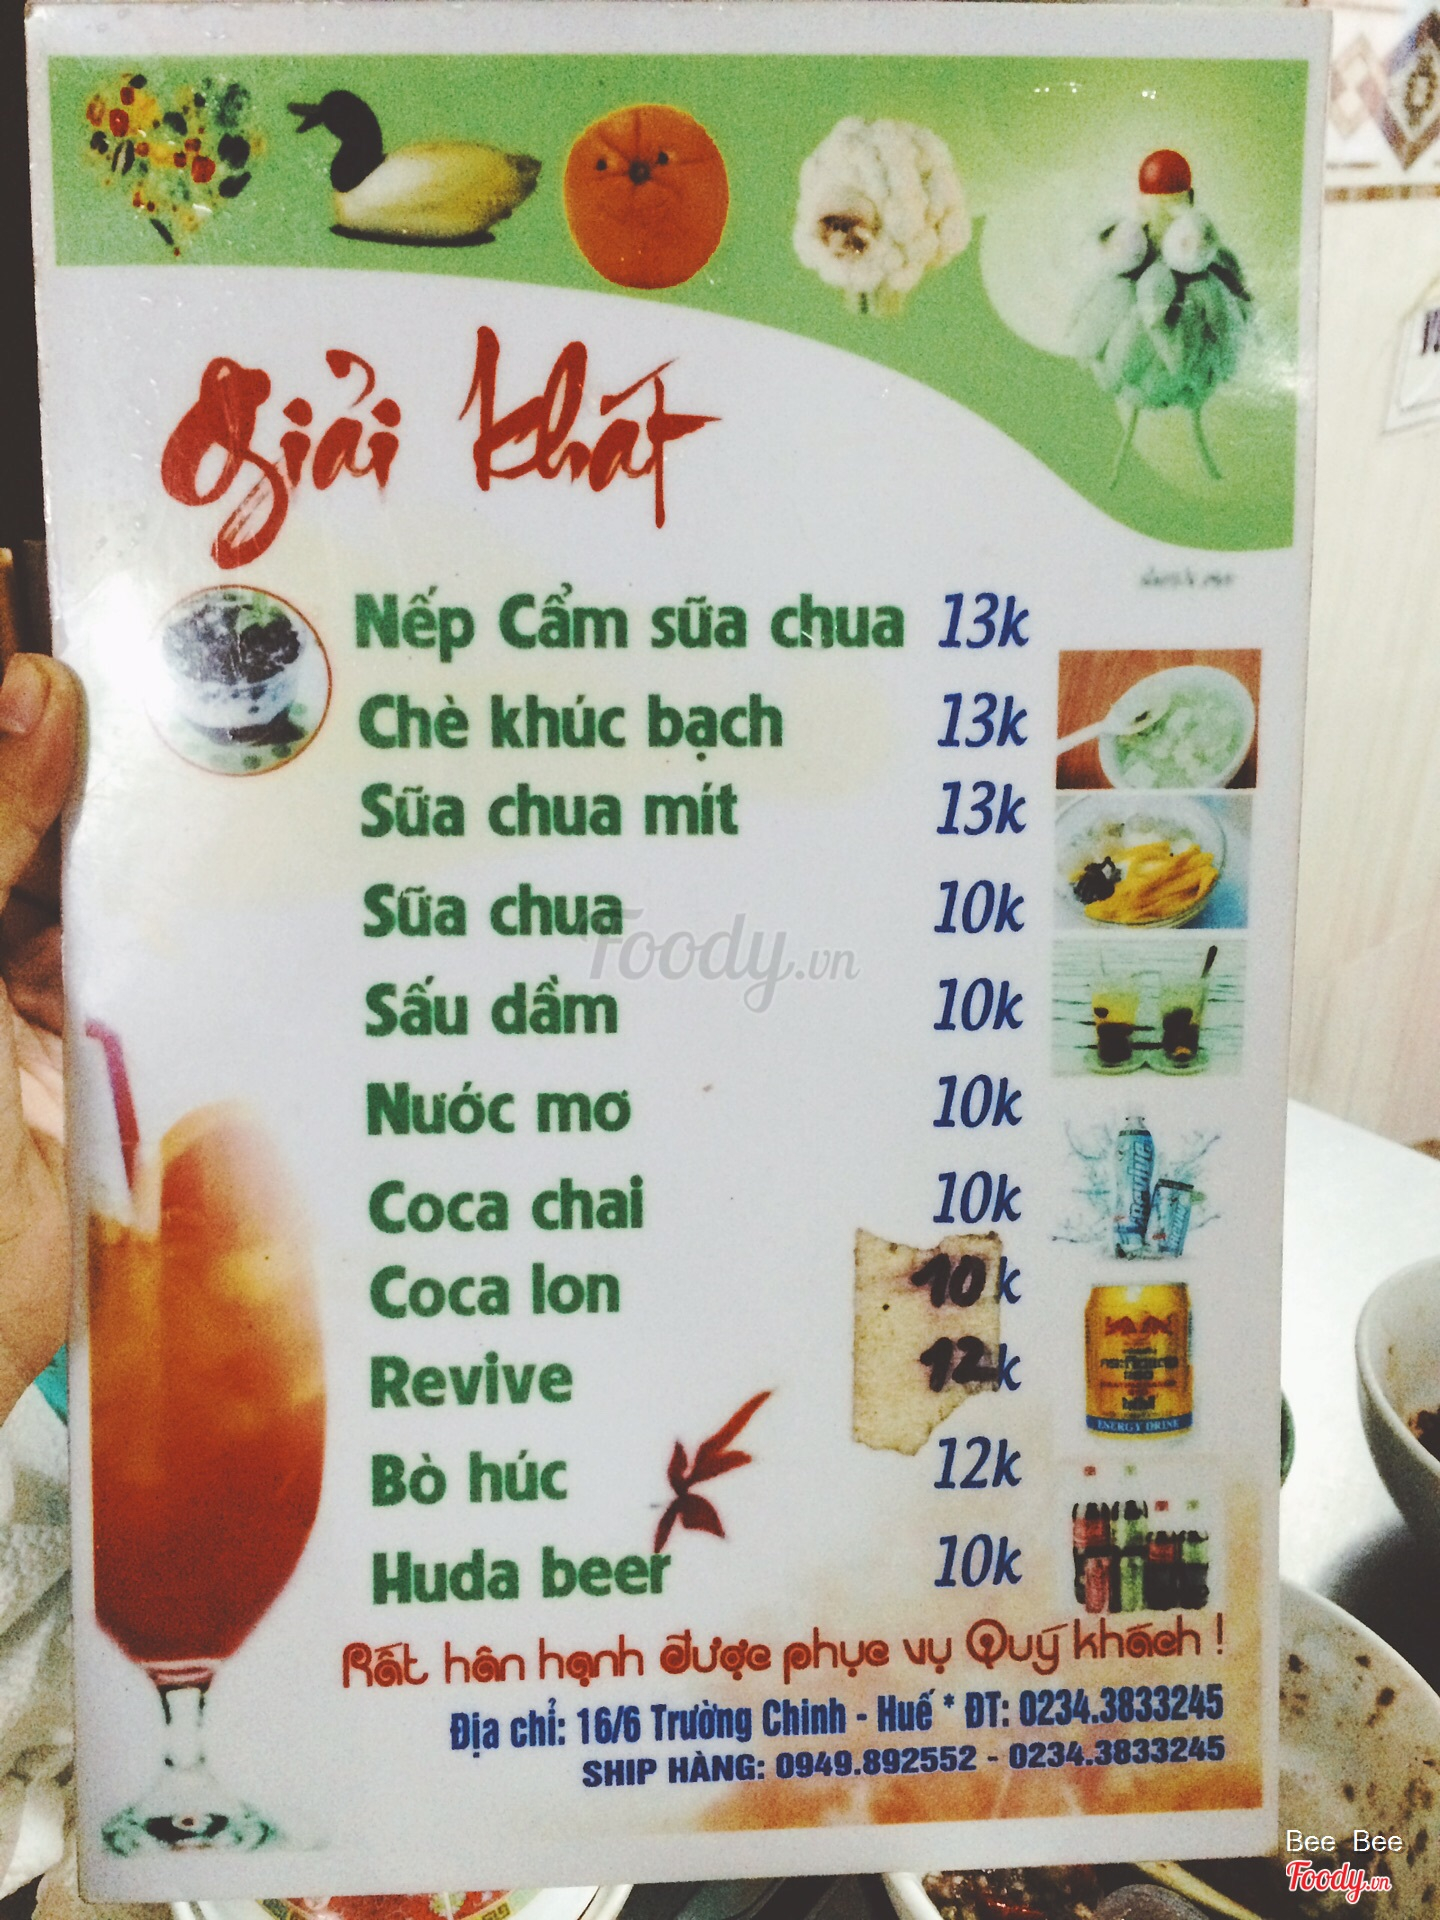 Giải khát
Nếp Cẩm sữa chua 13k
Chè khúc bạch 13k
Sữa chua mít 13k
Sữa chua 10k
Foody.vn
Sấu dầm 10k
Nước mơ 10k
Coca chai 10k
Coca lon 10k
Revive 12k
Bò húc 12k
Huda beer 10k
Revive
ENERGY DRINK
Rất hân hạnh được phục vụ Quý khách !
Địa chỉ: 16/6 Trường Chinh - Huế * ĐT: 0234.3833245
SHIP HÀNG: 0949.892552 - 0234.3833245
Bee Bee
Foody.vn